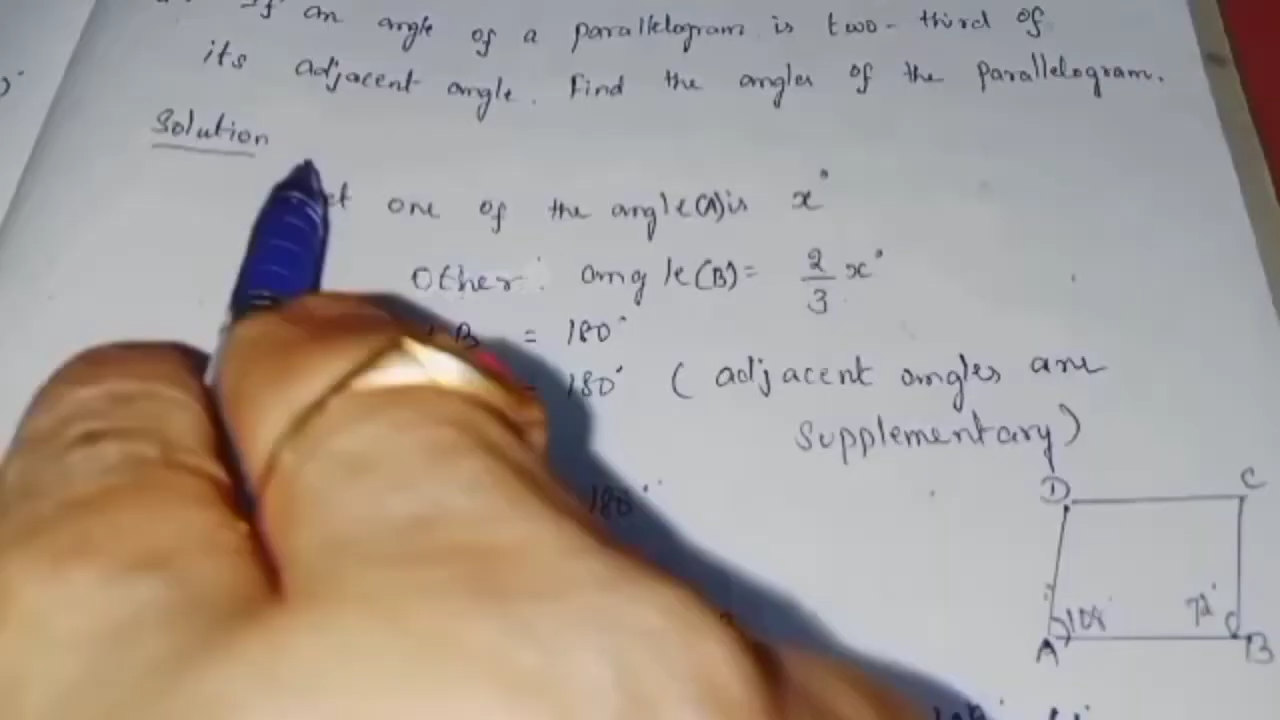 If an angle of a parallelogram is two-third of
its adjacent angle. Find the angles of the parallelogram.
Solution
one of the angle(A) is x°
Other angle(B) = 2/3 x°
B = 180°
= 180° (adjacent angles are
supplementary)
180°
D C
108° 72°
A B